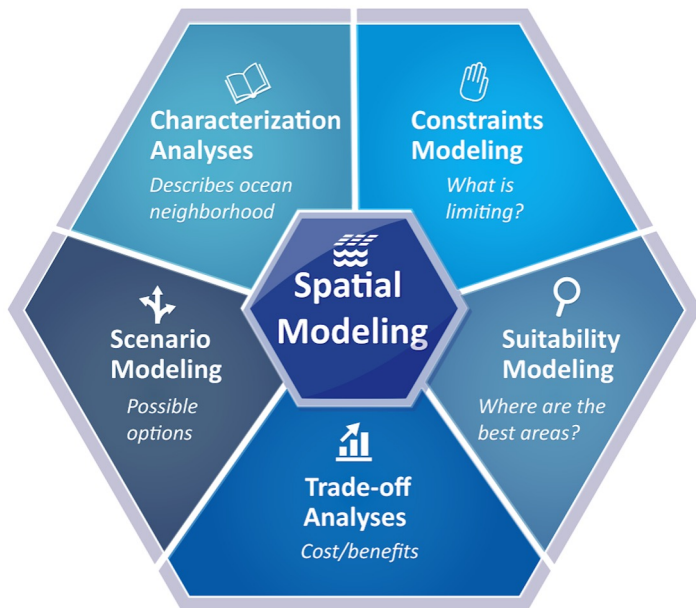 Characterization
Analyses
Describes ocean
neighborhood
Constraints
Modeling
What is
limiting?
Spatial
Modeling
Scenario
Modeling
Possible
options
Suitability
Modeling
Where are the
best areas?
Trade-off
Analyses
Cost/benefits